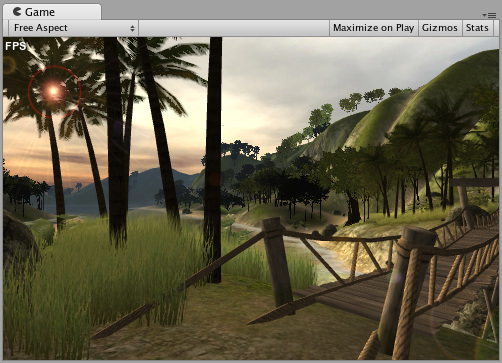 Game
Free Aspect
Maximize on Play
Gizmos
Stats
FPS